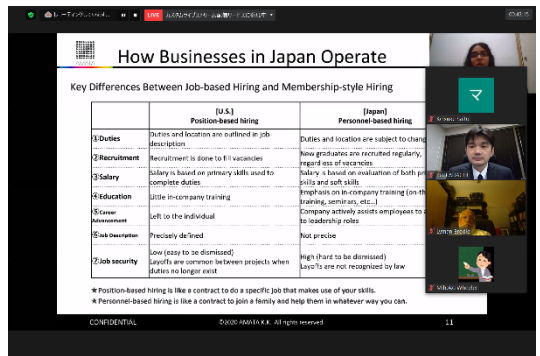 LIVE
00:43:15
How Businesses in Japan Operate
Key Differences Between Job-based Hiring and Membership-style Hiring
[U.S.]
Position-based hiring
[Japan]
Personnel-based hiring
①Duties
Duties and location are outlined in job
description
Duties and location are subject to chang
②Recruitment
Recruitment is done to fill vacancies
New graduates are recruited regularly,
regardless of vacancies
③Salary
Salary is based on primary skills used to
complete duties
Salary is based on evaluation of both pr
skills and soft skills
④Education
Little in-company training
Emphasis on in-company training (on-th
training, seminars, etc...)
⑤Career
Advancement
Left to the individual
Company actively assists employees to a
to leadership roles
⑥Job Description
Precisely defined
Not precise
⑦Job security
Low (easy to be dismissed)
Layoffs are common between projects when
duties no longer exist
High (hard to be dismissed)
Layoffs are not recognized by law
★Position-based hiring is like a contract to do a specific job that makes use of your skills.
★Personnel-based hiring is like a contract to join a family and help them in whatever way you can.
CONFIDENTIAL
©2020 AMATA K.K. All rights reserved.
11
マ